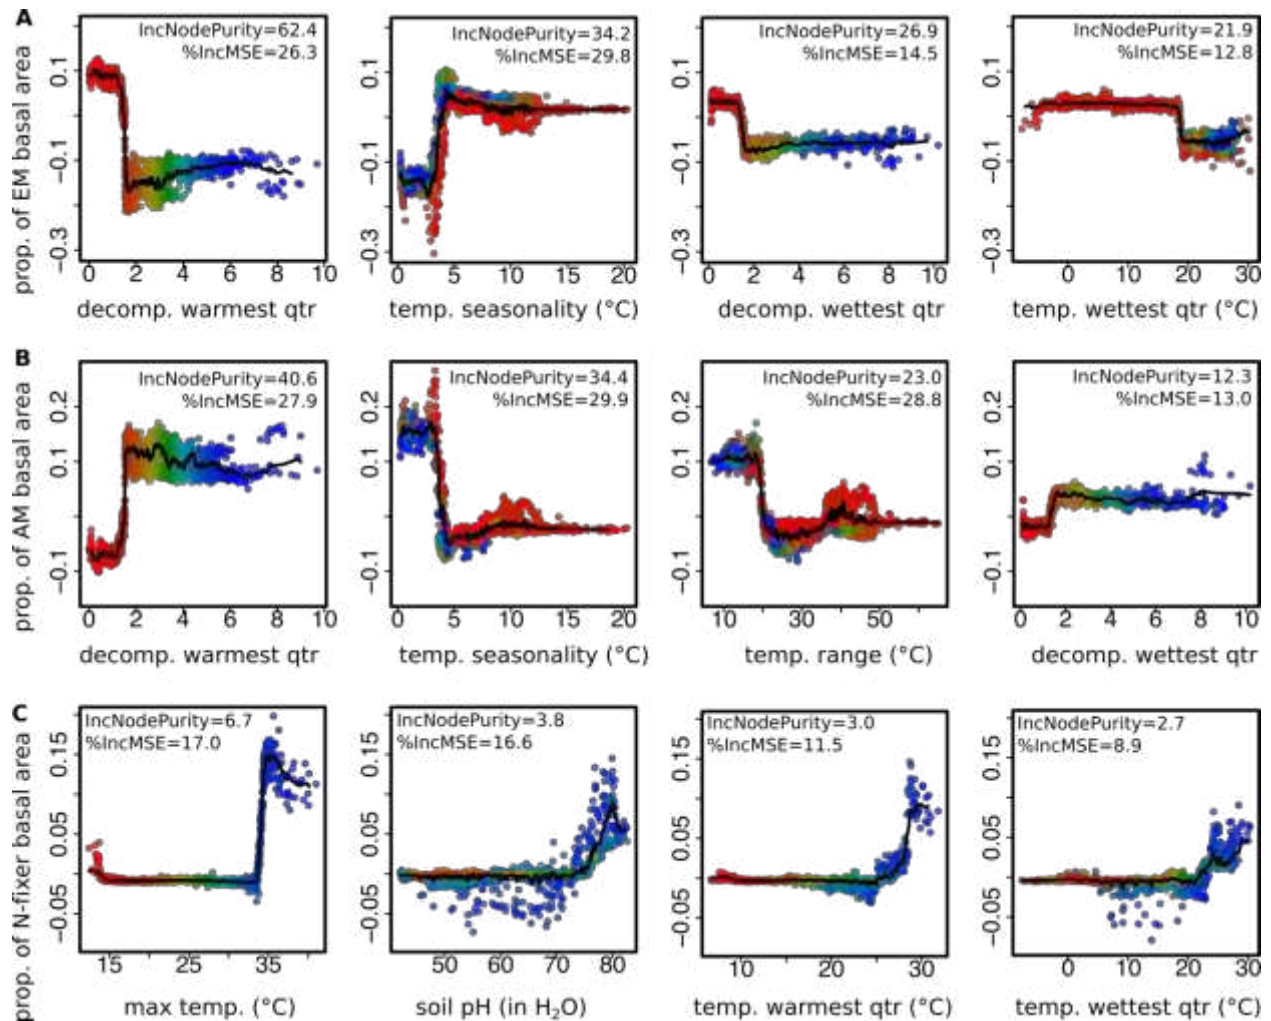 A
prop. of EM basal area
IncNodePurity=62.4
%IncMSE=26.3
0.1
−0.1
−0.3
0 2 4 6 8 10
decomp. warmest qtr
IncNodePurity=34.2
%IncMSE=29.8
0.1
−0.1
−0.3
0 5 10 15 20
temp. seasonality (°C)
IncNodePurity=26.9
%IncMSE=14.5
0.1
−0.1
−0.3
0 2 4 6 8 10
decomp. wettest qtr
IncNodePurity=21.9
%IncMSE=12.8
0.1
−0.1
−0.3
0 10 20 30
temp. wettest qtr (°C)
B
prop. of AM basal area
IncNodePurity=40.6
%IncMSE=27.9
0.2
0.1
−0.1
0 2 4 6 8 10
decomp. warmest qtr
IncNodePurity=34.4
%IncMSE=29.9
0.2
0.1
−0.1
0 5 10 15 20
temp. seasonality (°C)
IncNodePurity=23.0
%IncMSE=28.8
0.2
0.1
−0.1
10 30 50
temp. range (°C)
IncNodePurity=12.3
%IncMSE=13.0
0.2
0.1
−0.1
0 2 4 6 8 10
decomp. wettest qtr
C
prop. of N-fixer basal area
IncNodePurity=6.7
%IncMSE=17.0
0.15
0.05
−0.05
15 25 35
max temp. (°C)
IncNodePurity=3.8
%IncMSE=16.6
0.15
0.05
−0.05
50 60 70 80
soil pH (in H₂O)
IncNodePurity=3.0
%IncMSE=11.5
0.15
0.05
−0.05
10 20 30
temp. warmest qtr (°C)
IncNodePurity=2.7
%IncMSE=8.9
0.15
0.05
−0.05
0 10 20 30
temp. wettest qtr (°C)